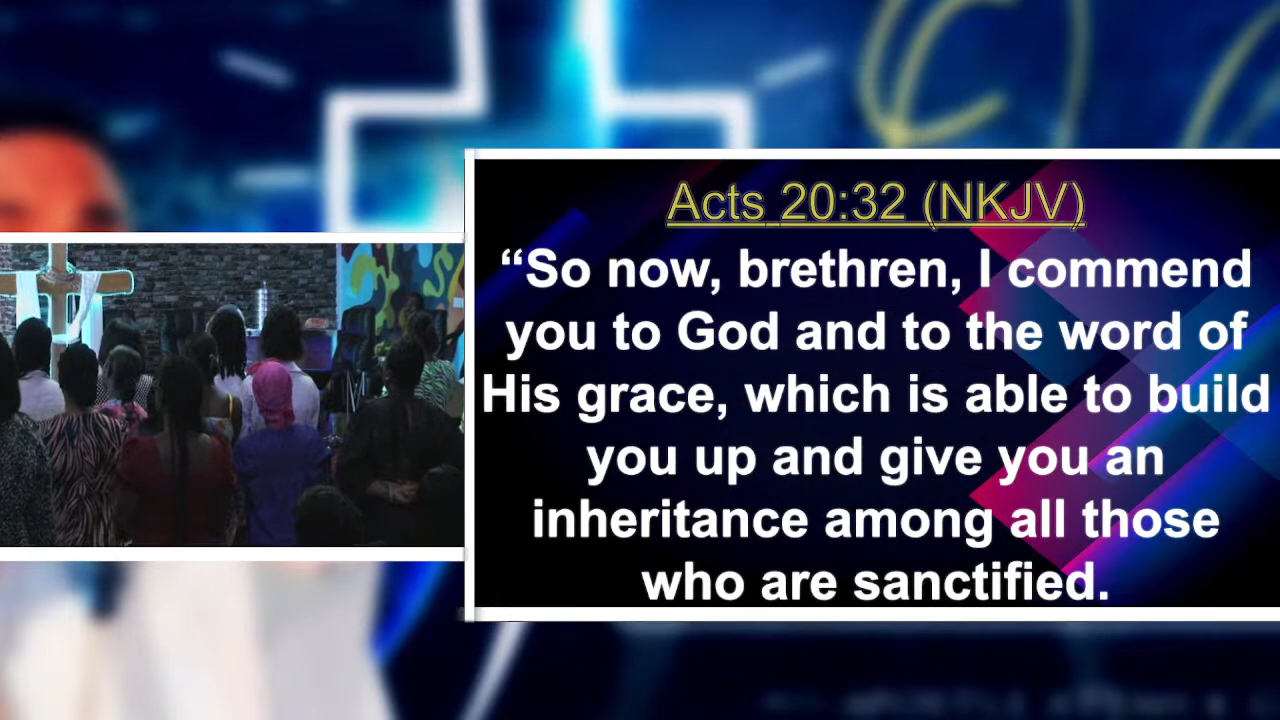 Acts 20:32 (NKJV)
“So now, brethren, I commend
you to God and to the word of
His grace, which is able to build
you up and give you an
inheritance among all those
who are sanctified.